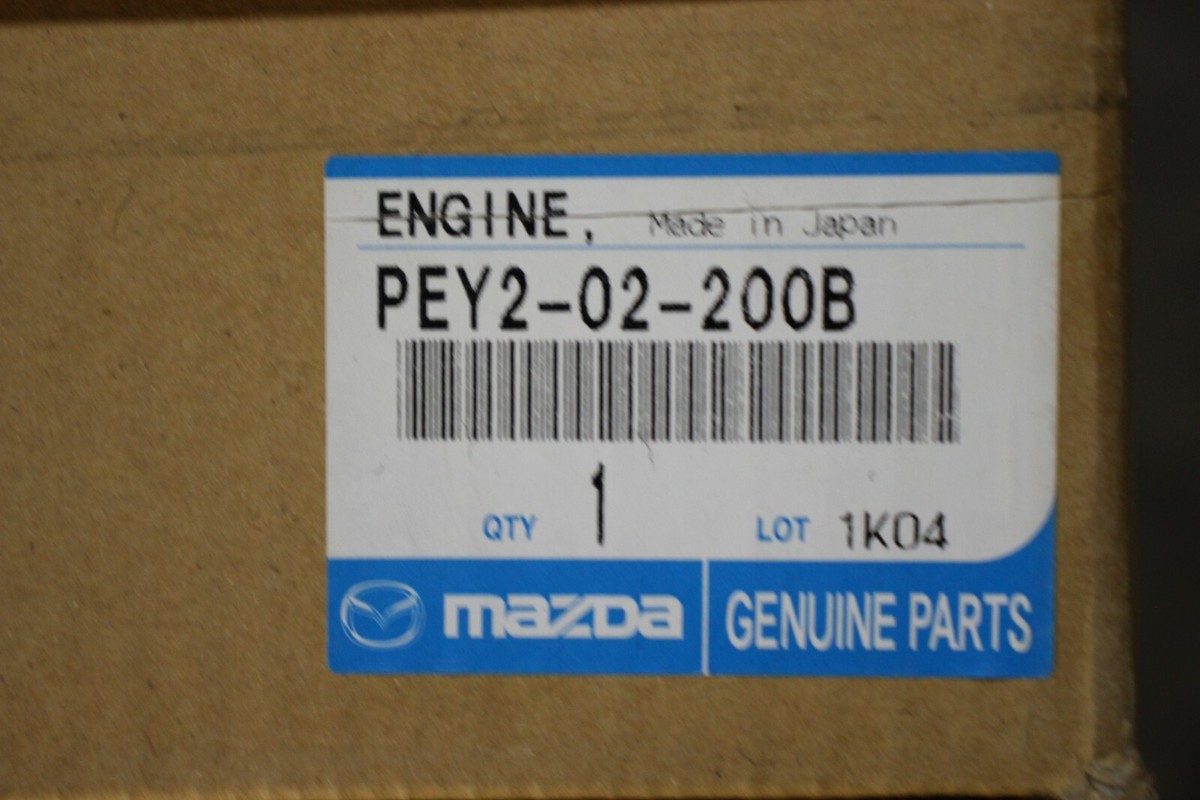 ENGINE, Made in Japan
PEY2-02-200B
QTY 1 LOT 1K04
mazda GENUINE PARTS